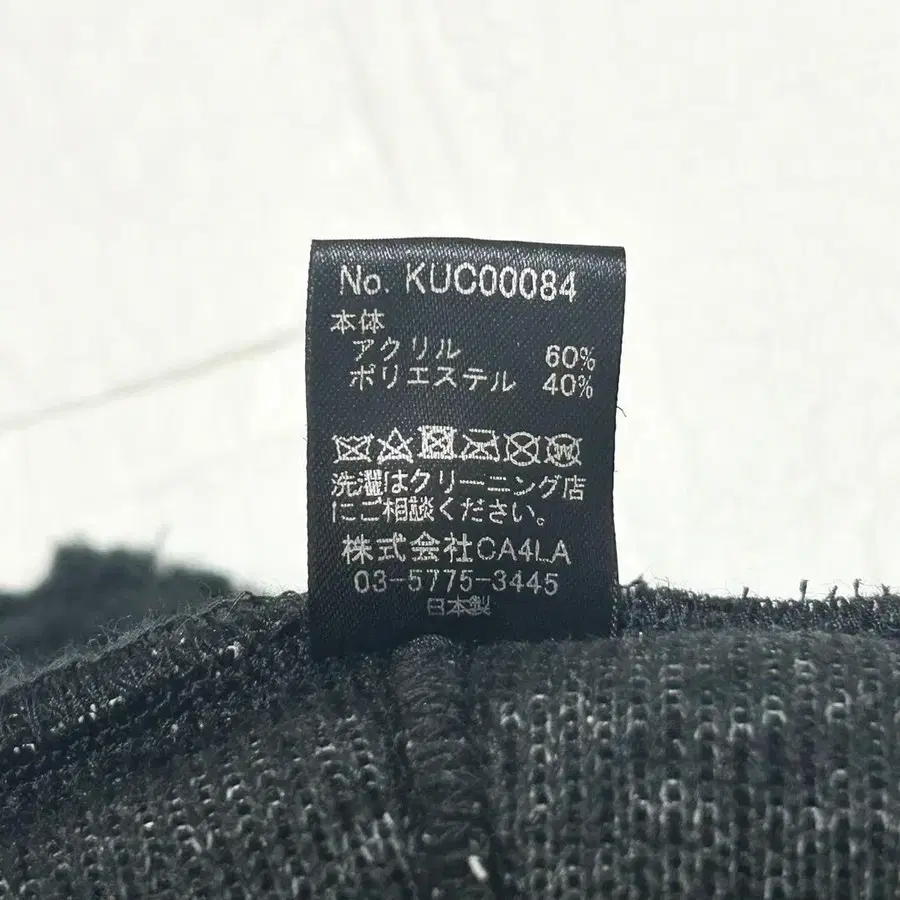 No. KUC00084
本体
アクリル 60%
ポリエステル 40%
洗濯はクリーニング店
にご相談ください。
株式会社CA4LA
03-5775-3445
日本製